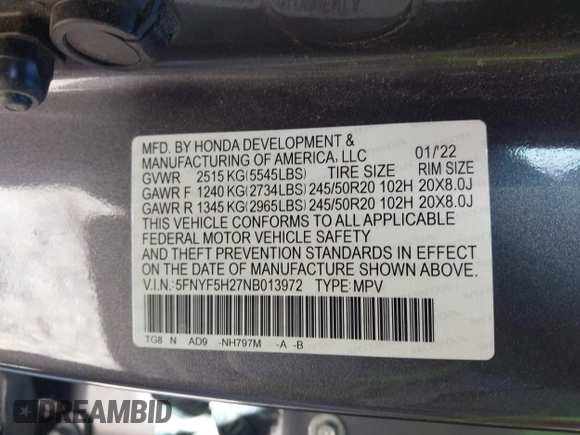 MFD. BY HONDA DEVELOPMENT &
MANUFACTURING OF AMERICA, LLC 01/'22
GVWR 2515 KG(5545LBS) TIRE SIZE RIM SIZE
GAWR F 1240 KG(2734LBS) 245/50R20 102H 20X8.0J
GAWR R 1345 KG(2965LBS) 245/50R20 102H 20X8.0J
THIS VEHICLE CONFORMS TO ALL APPLICABLE
FEDERAL MOTOR VEHICLE SAFETY
AND THEFT PREVENTION STANDARDS IN EFFECT
ON THE DATE OF MANUFACTURE SHOWN ABOVE.
V.I.N.:5FNYF5H27NB013972 TYPE: MPV
TG8 N AD9 -NH797M -A -B
DREAMBID